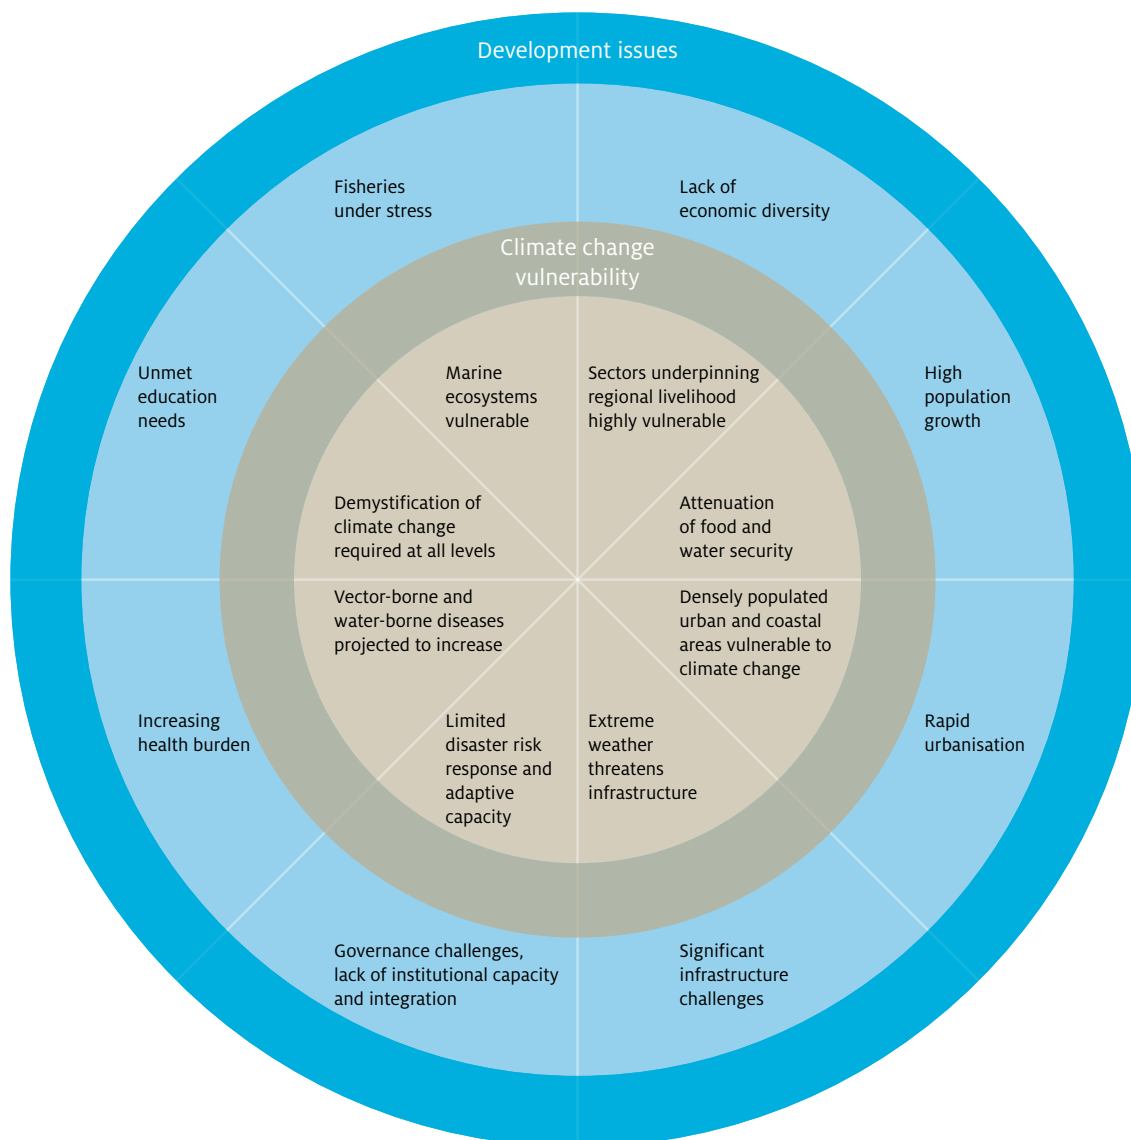 Development issues
Fisheries
under stress
Lack of
economic diversity
Climate change
vulnerability
Unmet
education
needs
Marine
ecosystems
vulnerable
Sectors underpinning
regional livelihood
highly vulnerable
High
population
growth
Demystification of
climate change
required at all levels
Attenuation
of food and
water security
Vector-borne and
water-borne diseases
projected to increase
Densely populated
urban and coastal
areas vulnerable to
climate change
Increasing
health burden
Limited
disaster risk
response and
adaptive
capacity
Extreme
weather
threatens
infrastructure
Rapid
urbanisation
Governance challenges,
lack of institutional capacity
and integration
Significant
infrastructure
challenges